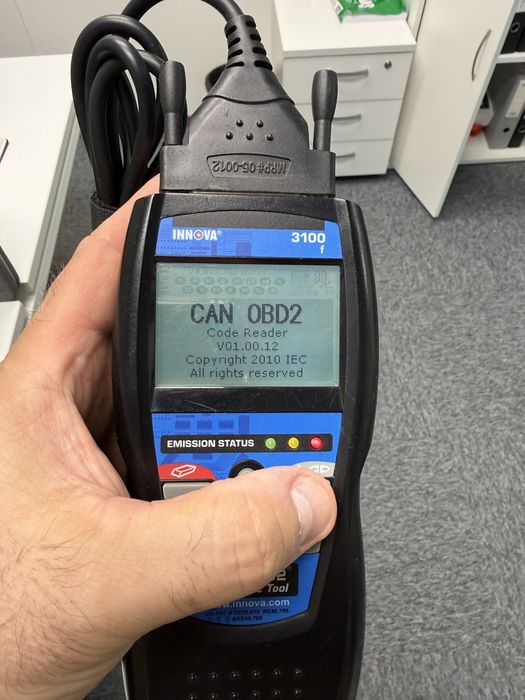 MRP# 05-0012
INNOVA®
3100
f
CAN OBD2
Code Reader
V01.00.12
Copyright 2010 IEC
All rights reserved
EMISSION STATUS
Tool
w.innova.com